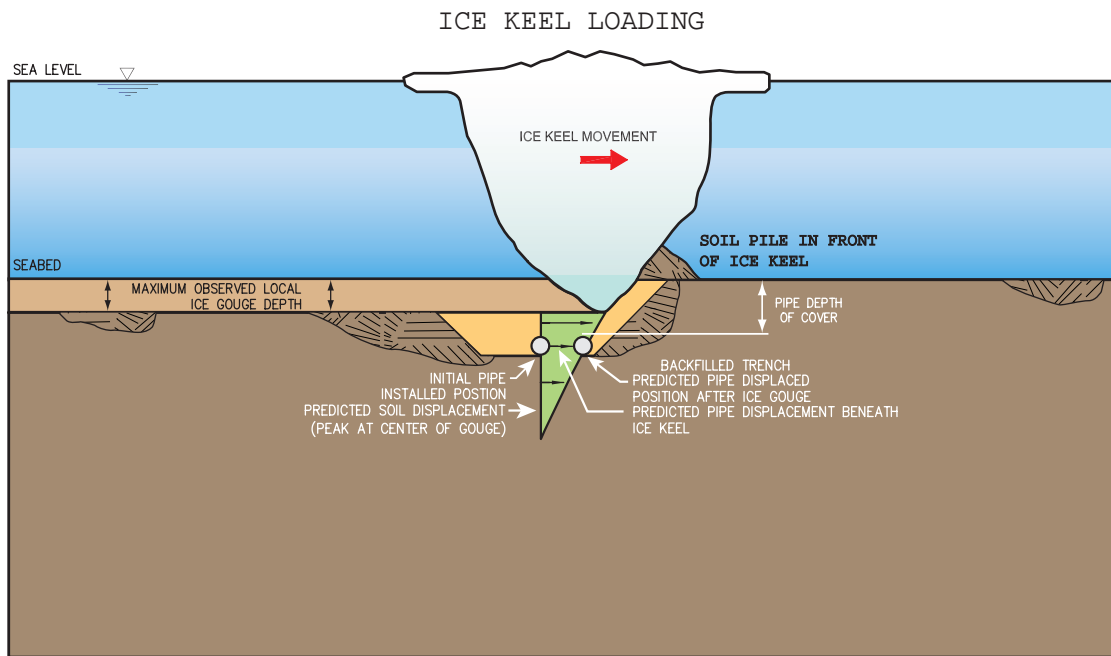 ICE KEEL LOADING
SEA LEVEL
ICE KEEL MOVEMENT
SOIL PILE IN FRONT
OF ICE KEEL
SEABED
MAXIMUM OBSERVED LOCAL
ICE GOUGE DEPTH
PIPE DEPTH
OF COVER
INITIAL PIPE
INSTALLED POSTION
PREDICTED SOIL DISPLACEMENT
(PEAK AT CENTER OF GOUGE)
BACKFILLED TRENCH
PREDICTED PIPE DISPLACED
POSITION AFTER ICE GOUGE
PREDICTED PIPE DISPLACEMENT BENEATH
ICE KEEL